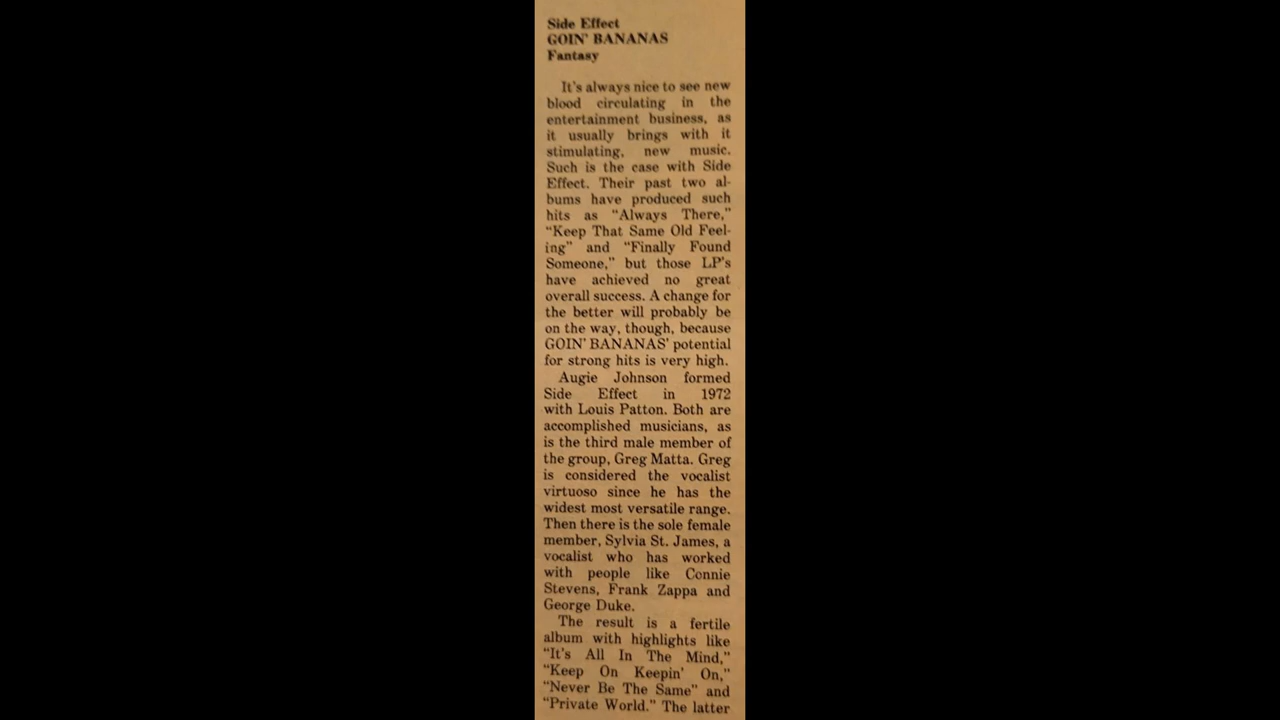 Side Effect
GOIN' BANANAS
Fantasy
It's always nice to see new
blood circulating in the
entertainment business, as
it usually brings with it
stimulating, new music.
Such is the case with Side
Effect. Their past two al-
bums have produced such
hits as "Always There,"
"Keep That Same Old Feel-
ing" and "Finally Found
Someone," but those LP's
have achieved no great
overall success. A change for
the better will probably be
on the way, though, because
GOIN' BANANAS' potential
for strong hits is very high.
Augie Johnson formed
Side Effect in 1972
with Louis Patton. Both are
accomplished musicians, as
is the third male member of
the group, Greg Matta. Greg
is considered the vocalist
virtuoso since he has the
widest most versatile range.
Then there is the sole female
member, Sylvia St. James, a
vocalist who has worked
with people like Connie
Stevens, Frank Zappa and
George Duke.
The result is a fertile
album with highlights like
"It's All In The Mind,"
"Keep On Keepin' On,"
"Never Be The Same" and
"Private World." The latter